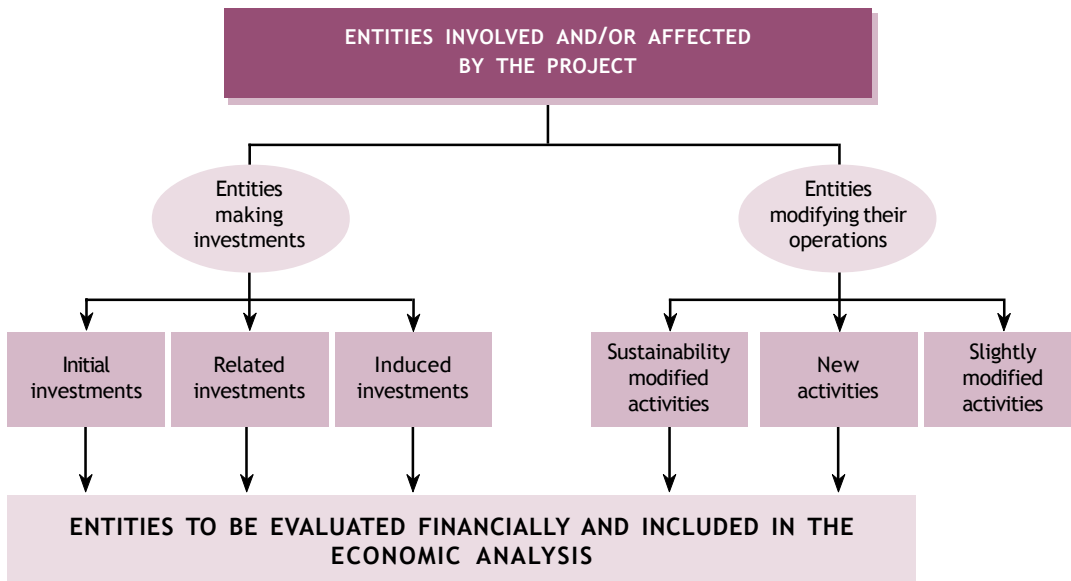 ENTITIES INVOLVED AND/OR AFFECTED
BY THE PROJECT
Entities
making
investments
Entities
modifying their
operations
Initial
investments
Related
investments
Induced
investments
Sustainability
modified
activities
New
activities
Slightly
modified
activities
ENTITIES TO BE EVALUATED FINANCIALLY AND INCLUDED IN THE
ECONOMIC ANALYSIS